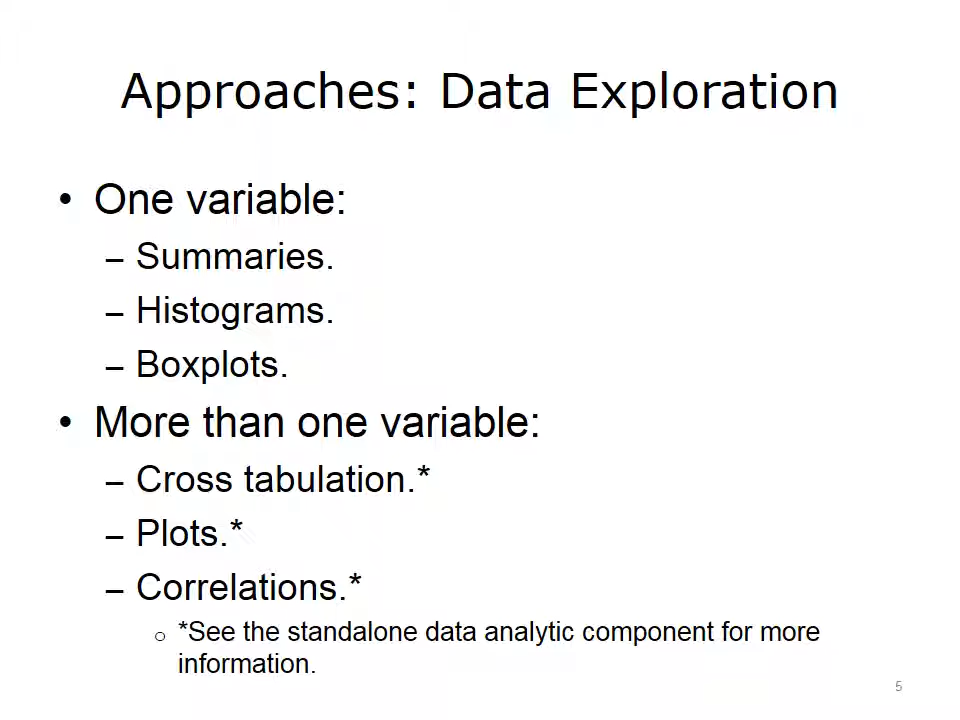 Approaches: Data Exploration
• One variable:
– Summaries.
– Histograms.
– Boxplots.
• More than one variable:
– Cross tabulation.*
– Plots.*
– Correlations.*
o *See the standalone data analytic component for more
information.
5